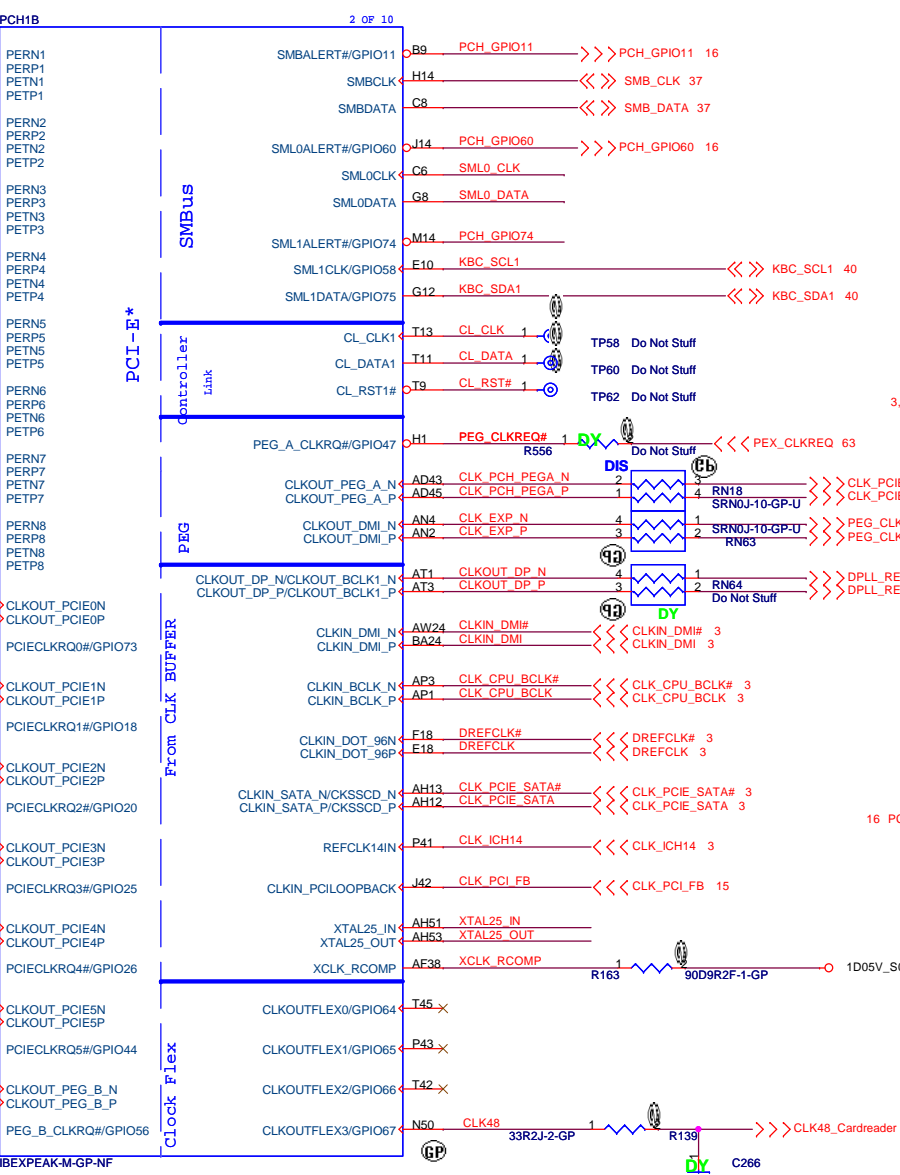 PCH1B
2 OF 10
PERN1
PERP1
PETN1
PETP1
PERN2
PERP2
PETN2
PETP2
PERN3
PERP3
PETN3
PETP3
PERN4
PERP4
PETN4
PETP4
PERN5
PERP5
PETN5
PETP5
PERN6
PERP6
PETN6
PETP6
PERN7
PERP7
PETN7
PETP7
PERN8
PERP8
PETN8
PETP8
CLKOUT_PCIE0N
CLKOUT_PCIE0P
PCIECLKRQ0#/GPIO73
CLKOUT_PCIE1N
CLKOUT_PCIE1P
PCIECLKRQ1#/GPIO18
CLKOUT_PCIE2N
CLKOUT_PCIE2P
PCIECLKRQ2#/GPIO20
CLKOUT_PCIE3N
CLKOUT_PCIE3P
PCIECLKRQ3#/GPIO25
CLKOUT_PCIE4N
CLKOUT_PCIE4P
PCIECLKRQ4#/GPIO26
CLKOUT_PCIE5N
CLKOUT_PCIE5P
PCIECLKRQ5#/GPIO44
CLKOUT_PEG_B_N
CLKOUT_PEG_B_P
PEG_B_CLKRQ#/GPIO56
IBEXPEAK-M-GP-NF
PCI-E*
SMBus
Controller
Link
PEG
From CLK BUFFER
Clock Flex
SMBALERT#/GPIO11 B9 PCH_GPIO11 PCH_GPIO11 16
SMBCLK H14 SMB_CLK 37
SMBDATA C8 SMB_DATA 37
SML0ALERT#/GPIO60 J14 PCH_GPIO60 PCH_GPIO60 16
SML0CLK C6 SML0_CLK
SML0DATA G8 SML0_DATA
SML1ALERT#/GPIO74 M14 PCH_GPIO74
SML1CLK/GPIO58 E10 KBC_SCL1 KBC_SCL1 40
SML1DATA/GPIO75 G12 KBC_SDA1 KBC_SDA1 40
CL_CLK1 T13 CL_CLK 1 TP58 Do Not Stuff
CL_DATA1 T11 CL_DATA 1 TP60 Do Not Stuff
CL_RST1# T9 CL_RST# 1 TP62 Do Not Stuff
3,
PEG_A_CLKRQ#/GPIO47 H1 PEG_CLKREQ# 1 DY PEX_CLKREQ 63
R556 Do Not Stuff
DIS
CLKOUT_PEG_A_N AD43 CLK_PCH_PEGA_N 2 3 CLK_PCIE
CLKOUT_PEG_A_P AD45 CLK_PCH_PEGA_P 1 4 RN18 CLK_PCIE
SRN0J-10-GP-U
CLKOUT_DMI_N AN4 CLK_EXP_N 4 1 SRN0J-10-GP-U PEG_CLK
CLKOUT_DMI_P AN2 CLK_EXP_P 3 2 RN63 PEG_CLK
CLKOUT_DP_N/CLKOUT_BCLK1_N AT1 CLKOUT_DP_N 4 1 DPLL_RE
CLKOUT_DP_P/CLKOUT_BCLK1_P AT3 CLKOUT_DP_P 3 2 RN64 DPLL_RE
Do Not Stuff
DY
CLKIN_DMI_N AW24 CLKIN_DMI# CLKIN_DMI# 3
CLKIN_DMI_P BA24 CLKIN_DMI CLKIN_DMI 3
CLKIN_BCLK_N AP3 CLK_CPU_BCLK# CLK_CPU_BCLK# 3
CLKIN_BCLK_P AP1 CLK_CPU_BCLK CLK_CPU_BCLK 3
CLKIN_DOT_96N F18 DREFCLK# DREFCLK# 3
CLKIN_DOT_96P E18 DREFCLK DREFCLK 3
CLKIN_SATA_N/CKSSCD_N AH13 CLK_PCIE_SATA# CLK_PCIE_SATA# 3
CLKIN_SATA_P/CKSSCD_P AH12 CLK_PCIE_SATA CLK_PCIE_SATA 3
16 PC
REFCLK14IN P41 CLK_ICH14 CLK_ICH14 3
CLKIN_PCILOOPBACK J42 CLK_PCI_FB CLK_PCI_FB 15
XTAL25_IN AH51 XTAL25_IN
XTAL25_OUT AH53 XTAL25_OUT
XCLK_RCOMP AF38 XCLK_RCOMP 1 2 1D05V_S0
R163 90D9R2F-1-GP
CLKOUTFLEX0/GPIO64 T45
CLKOUTFLEX1/GPIO65 P43
CLKOUTFLEX2/GPIO66 T42
CLKOUTFLEX3/GPIO67 N50 CLK48 1 CLK48_Cardreader
33R2J-2-GP R139
GP
DY C266
1